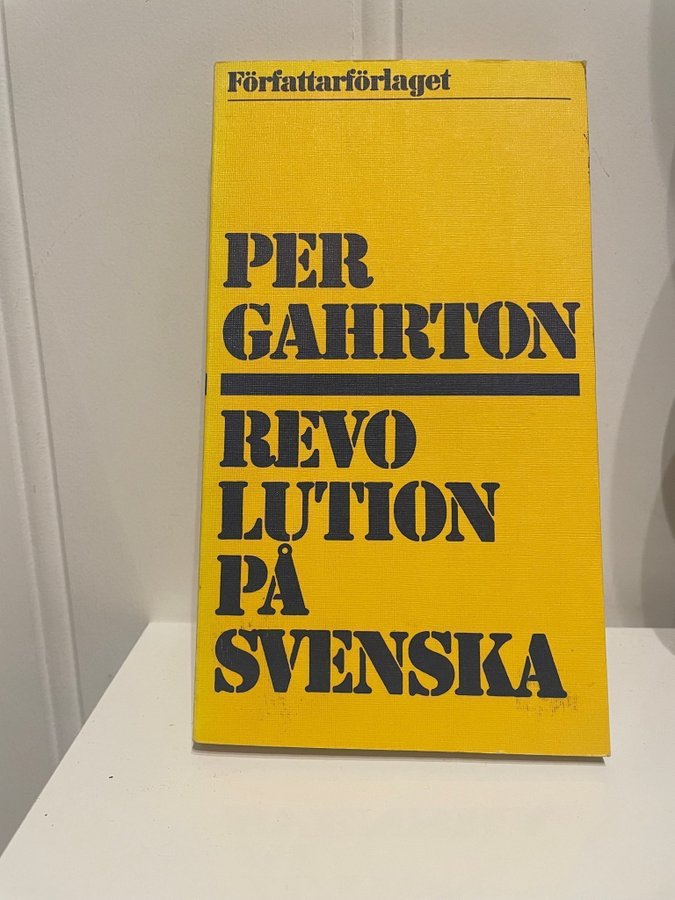 Författarförlaget
PER
GAHRTON
REVO
LUTION
PÅ
SVENSKA